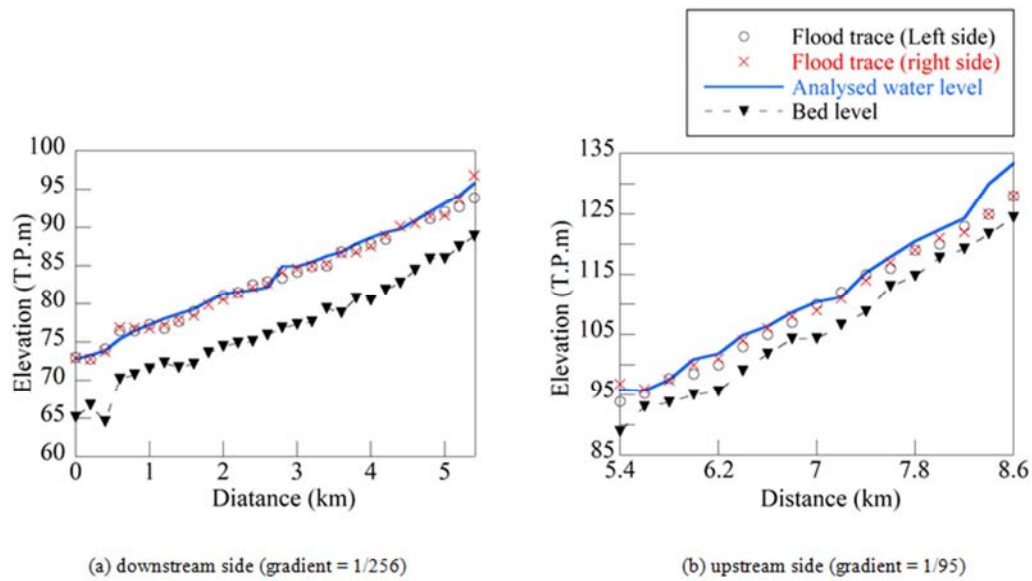 Flood trace (Left side)
Flood trace (right side)
Analysed water level
Bed level
100
95
90
85
80
75
70
65
60
0
1
2
3
4
5
Elevation (T.P.m)
Diatance (km)
135
125
115
105
95
85
5.4
6.2
7
7.8
8.6
Elevation (T.P.m)
Distance (km)
(a) downstream side (gradient = 1/256)
(b) upstream side (gradient = 1/95)